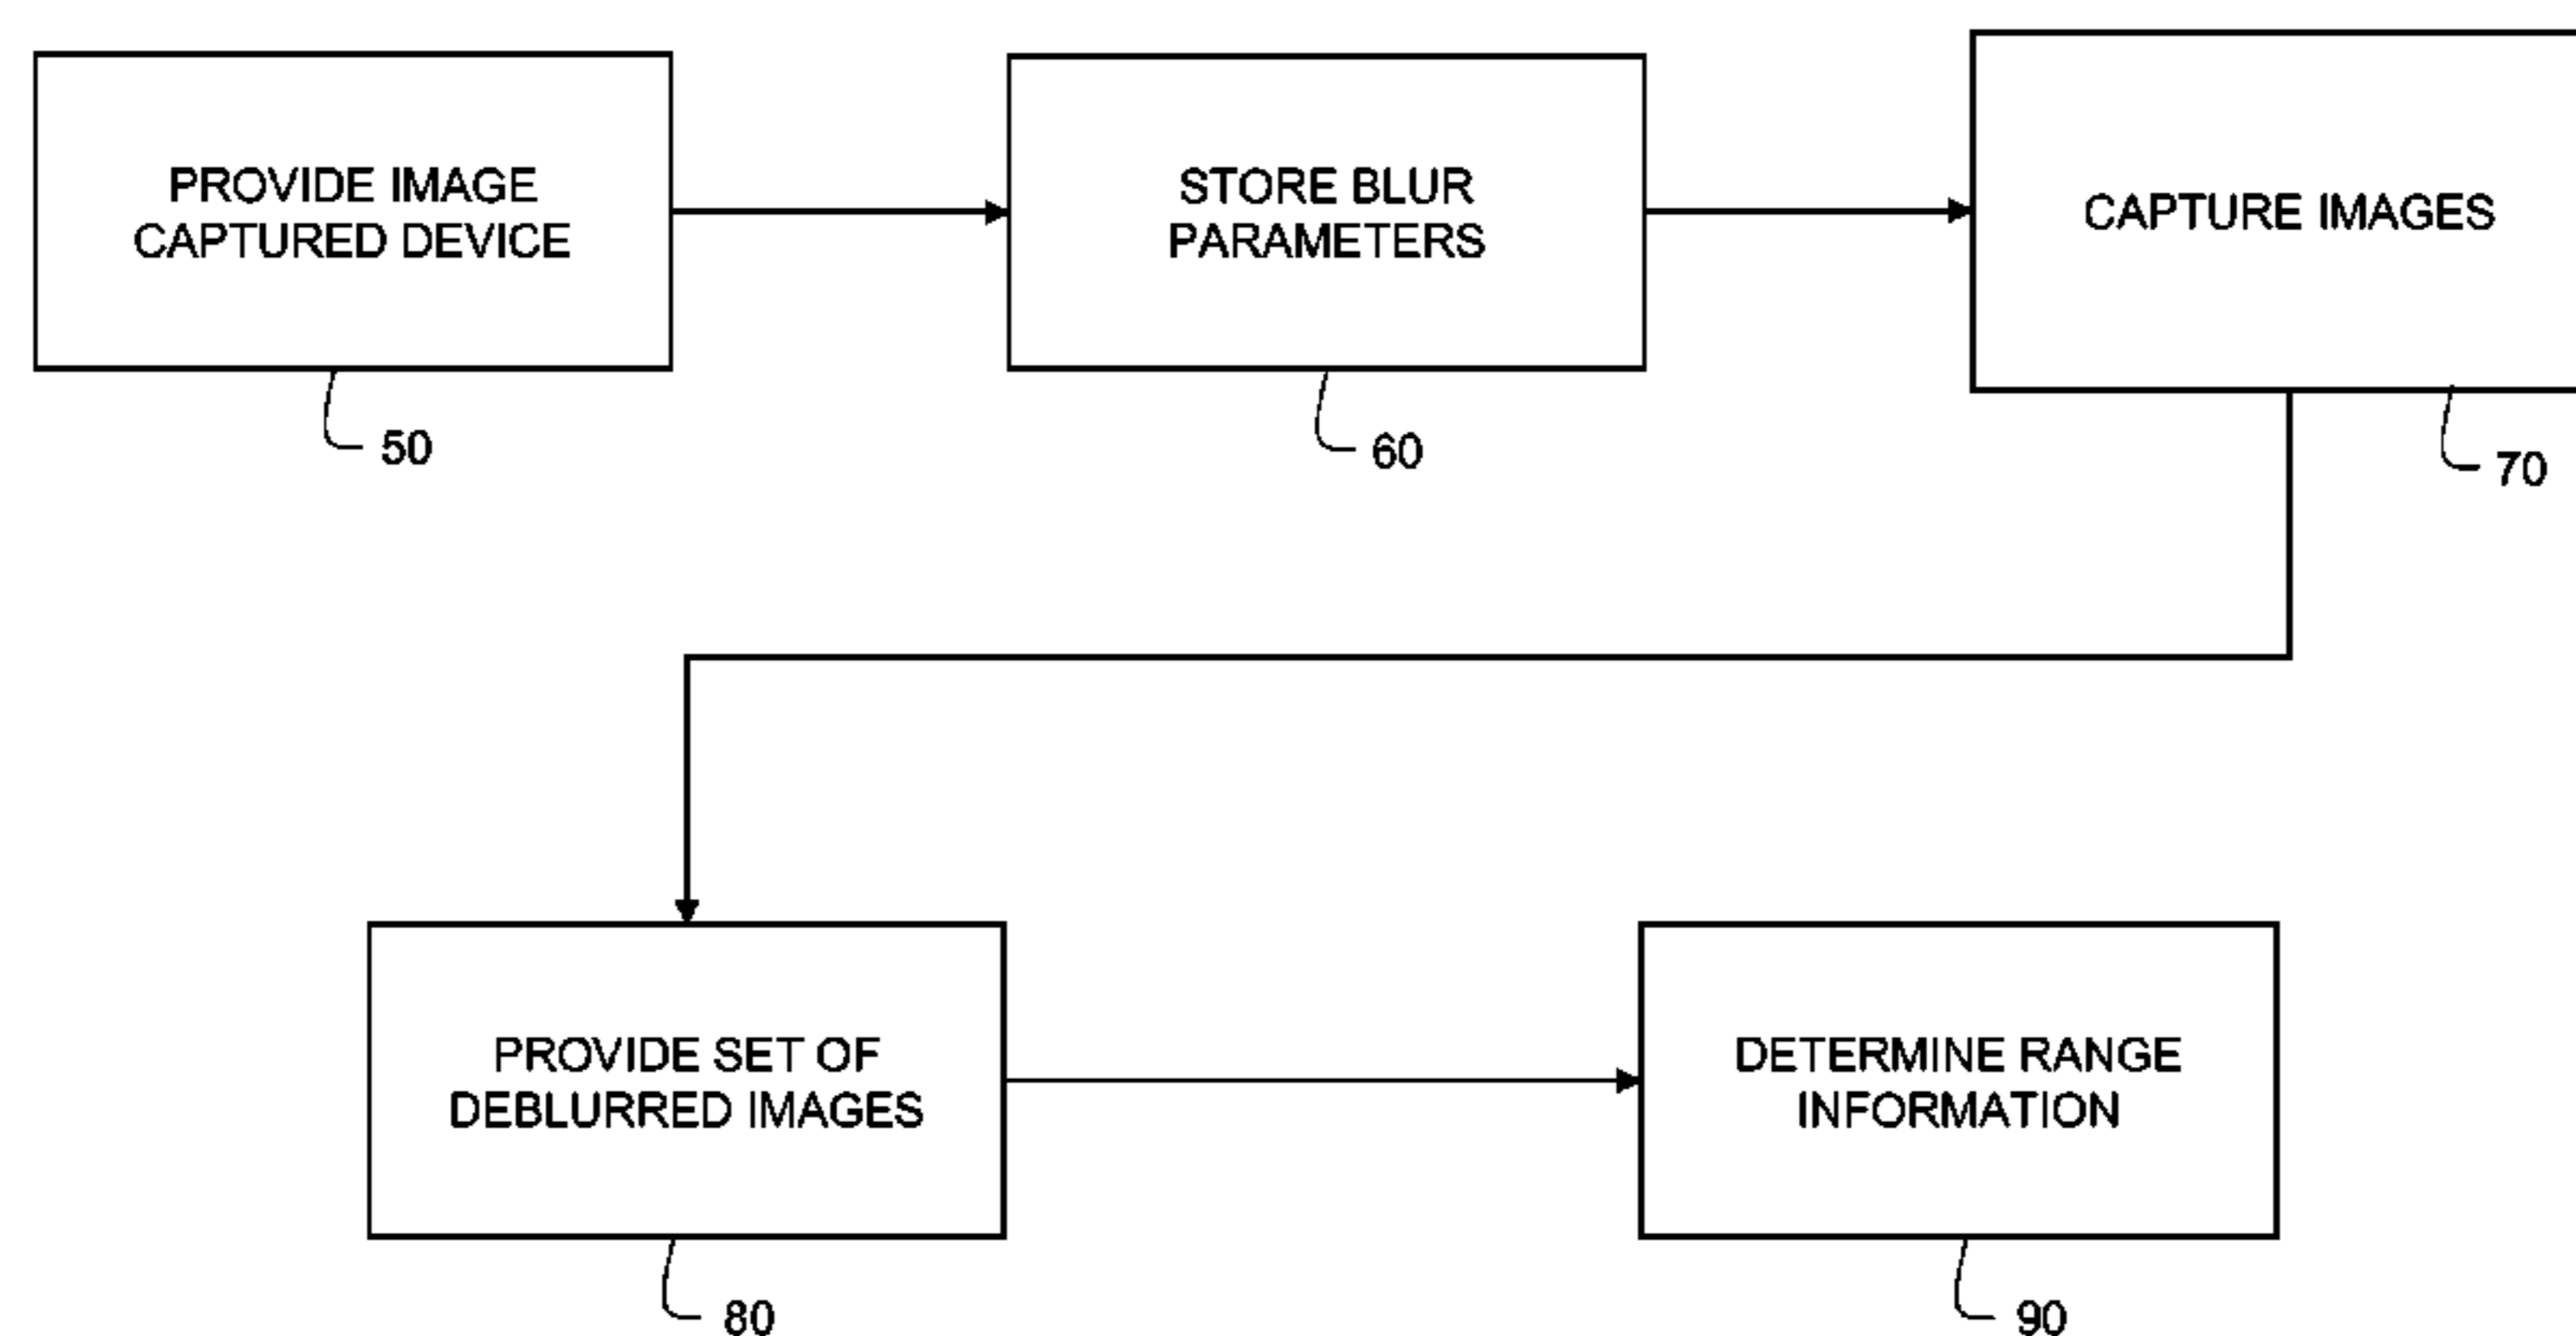 PROVIDE IMAGE
CAPTURED DEVICE
50
STORE BLUR
PARAMETERS
60
CAPTURE IMAGES
70
PROVIDE SET OF
DEBLURRED IMAGES
80
DETERMINE RANGE
INFORMATION
90